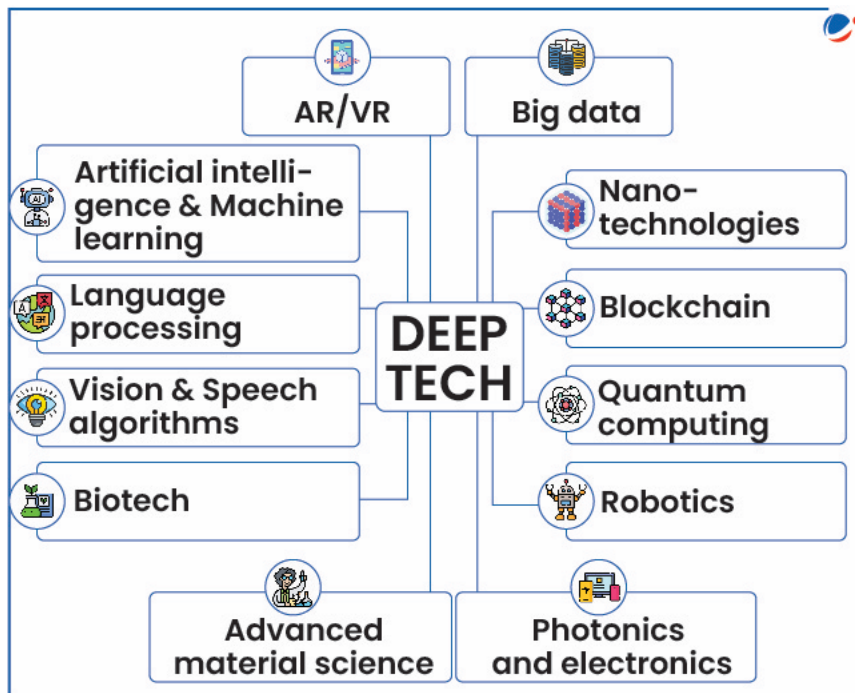 AR/VR
Big data
Artificial intelli-
gence & Machine
learning
Nano-
technologies
Language
processing
Blockchain
DEEP
TECH
Vision & Speech
algorithms
Quantum
computing
Biotech
Robotics
Advanced
material science
Photonics
and electronics